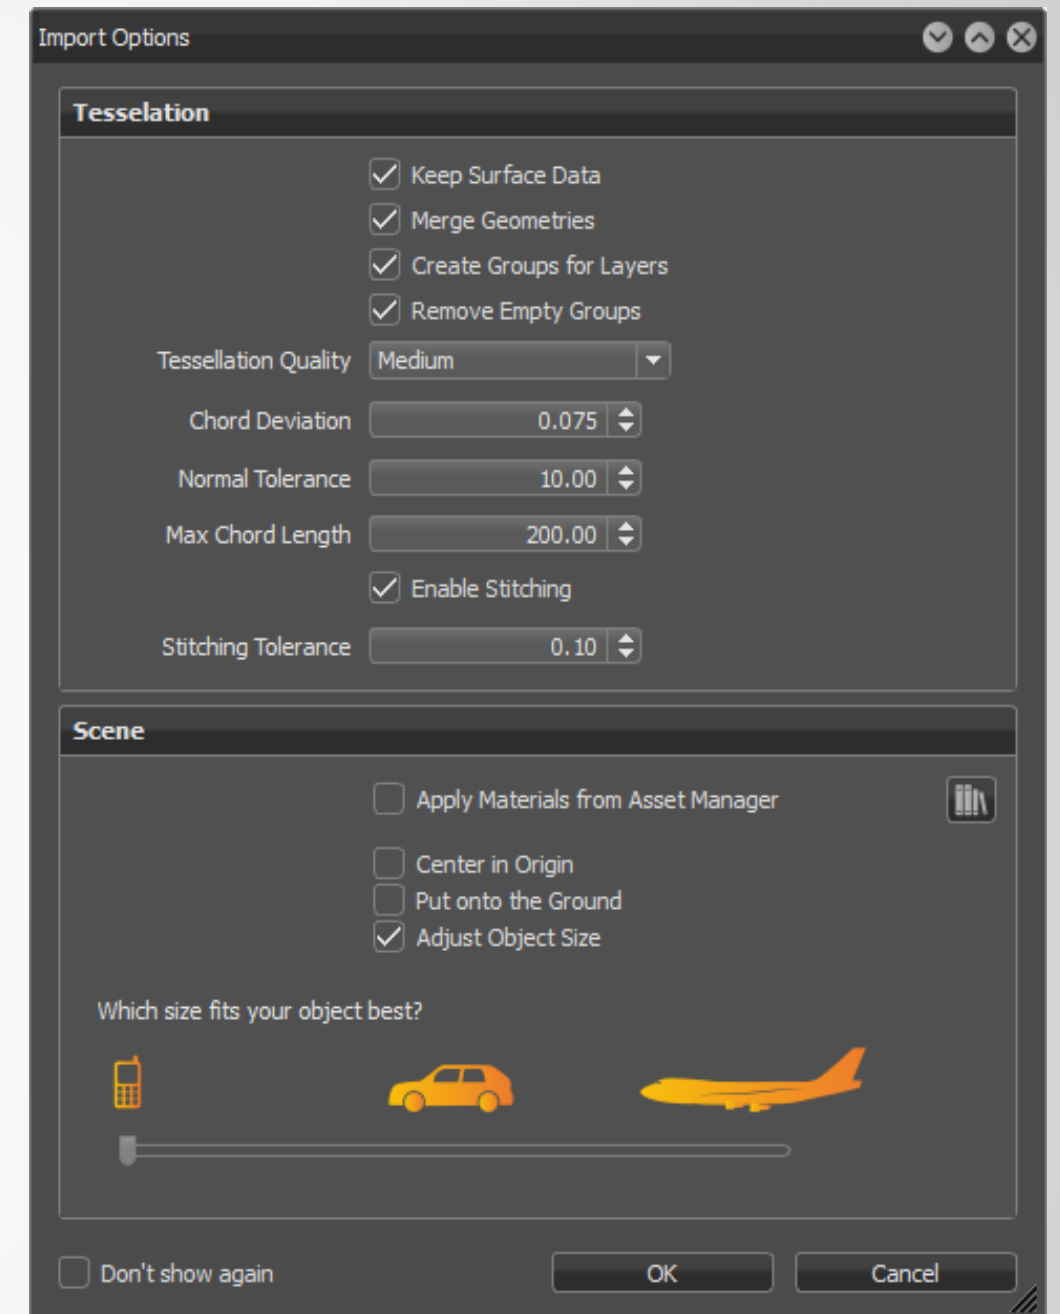 Import Options
Tesselation
Keep Surface Data
Merge Geometries
Create Groups for Layers
Remove Empty Groups
Tessellation Quality Medium
Chord Deviation 0.075
Normal Tolerance 10.00
Max Chord Length 200.00
Enable Stitching
Stitching Tolerance 0.10
Scene
Apply Materials from Asset Manager
Center in Origin
Put onto the Ground
Adjust Object Size
Which size fits your object best?
Don't show again OK Cancel